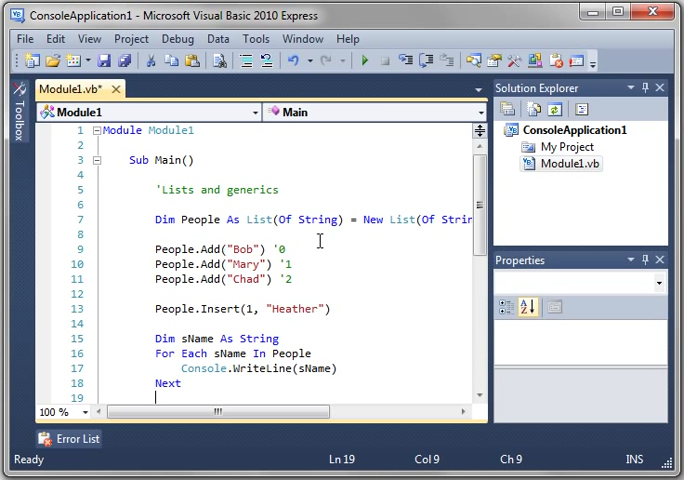 ConsoleApplication1 - Microsoft Visual Basic 2010 Express
File Edit View Project Debug Data Tools Window Help
Module1.vb*
Solution Explorer
Toolbox
Module1 Main
ConsoleApplication1
My Project
Module1.vb
1 Module Module1
2
3 Sub Main()
4
5 'Lists and generics
6
7 Dim People As List(Of String) = New List(Of Strin
8
9 People.Add("Bob") '0
10 People.Add("Mary") '1
11 People.Add("Chad") '2
12
13 People.Insert(1, "Heather")
14
15 Dim sName As String
16 For Each sName In People
17 Console.WriteLine(sName)
18 Next
19
Properties
100 %
Error List
Ready Ln 19 Col 9 Ch 9 INS